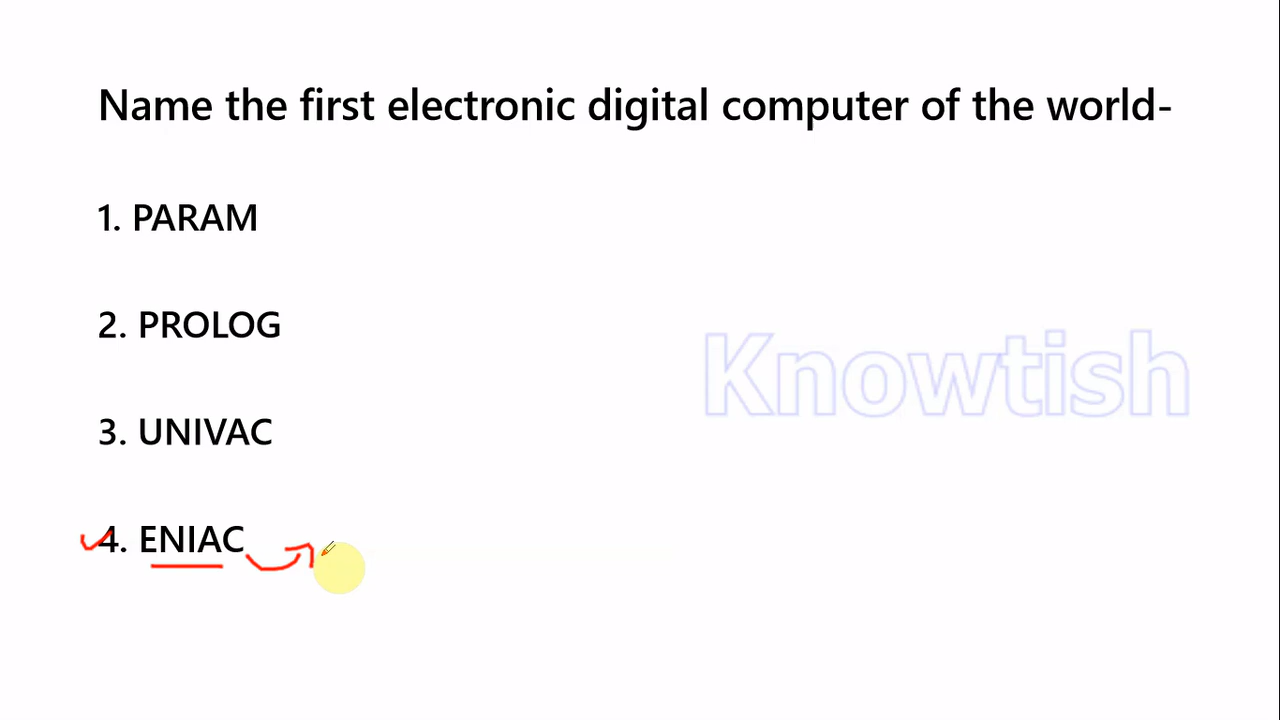 Name the first electronic digital computer of the world-
1. PARAM
2. PROLOG
Knowtish
3. UNIVAC
4. ENIAC